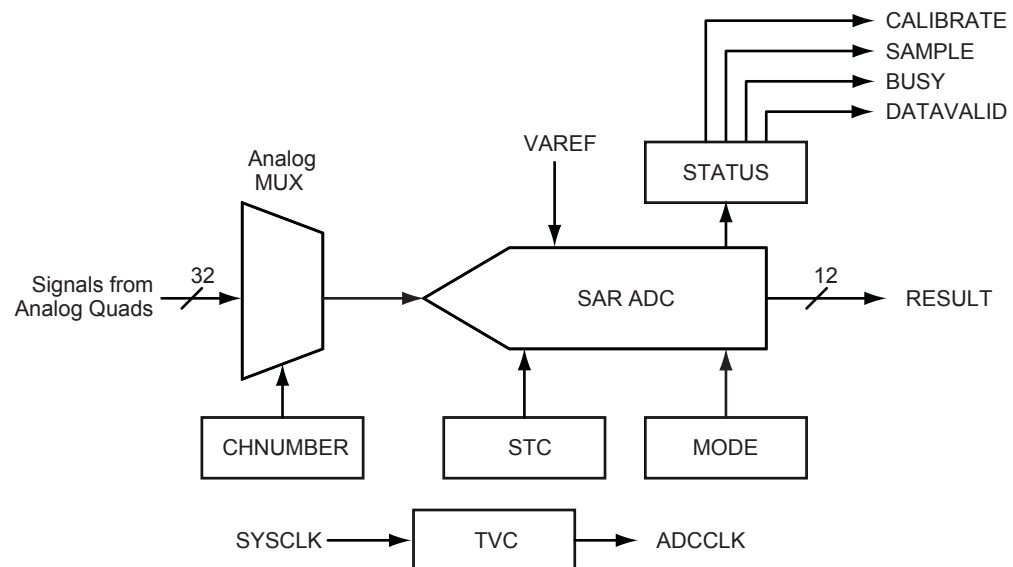 CALIBRATE
SAMPLE
BUSY
DATAVALID
VAREF
STATUS
Analog
MUX
Signals from
Analog Quads
32
SAR ADC
12
RESULT
CHNUMBER
STC
MODE
SYSCLK
TVC
ADCCLK